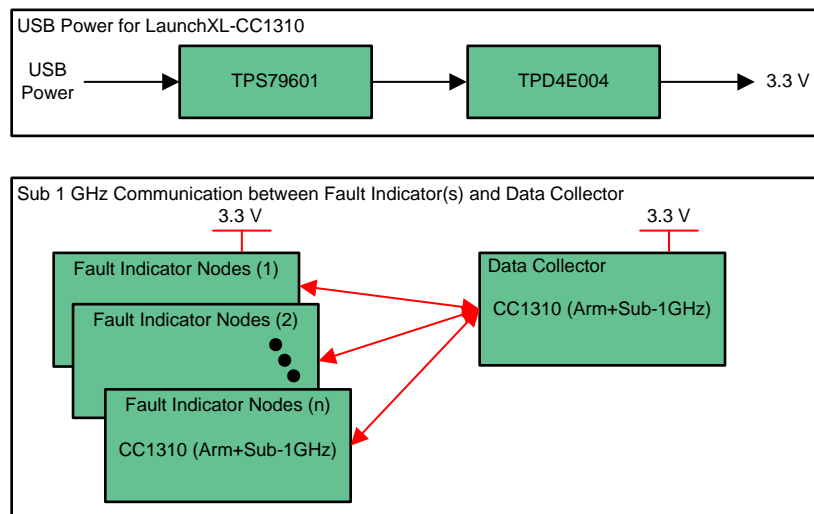 USB Power for LaunchXL-CC1310
USB
Power
TPS79601
TPD4E004
3.3 V
Sub 1 GHz Communication between Fault Indicator(s) and Data Collector
3.3 V
3.3 V
Fault Indicator Nodes (1)
Fault Indicator Nodes (2)
Fault Indicator Nodes (n)
CC1310 (Arm+Sub-1GHz)
Data Collector
CC1310 (Arm+Sub-1GHz)